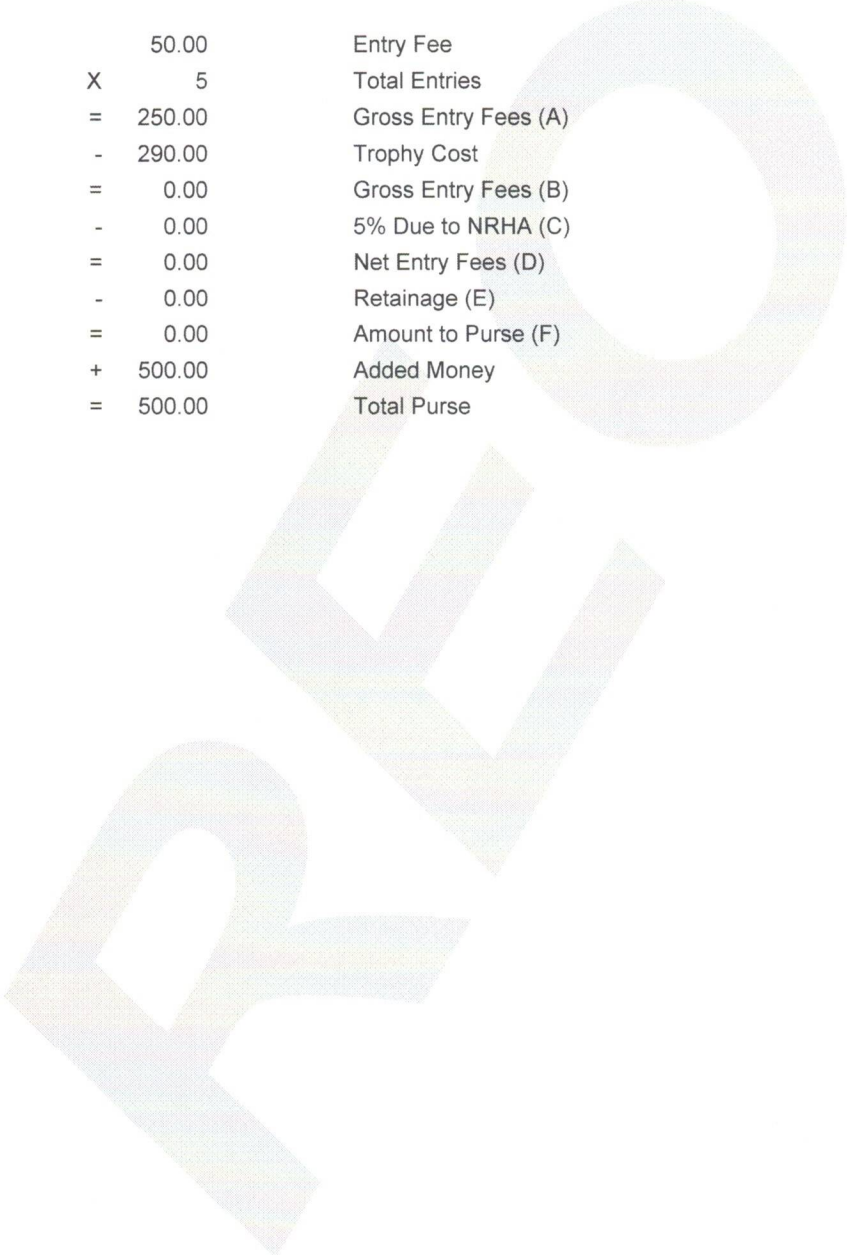 50.00 Entry Fee
X 5 Total Entries
= 250.00 Gross Entry Fees (A)
- 290.00 Trophy Cost
= 0.00 Gross Entry Fees (B)
- 0.00 5% Due to NRHA (C)
= 0.00 Net Entry Fees (D)
- 0.00 Retainage (E)
= 0.00 Amount to Purse (F)
+ 500.00 Added Money
= 500.00 Total Purse
REO